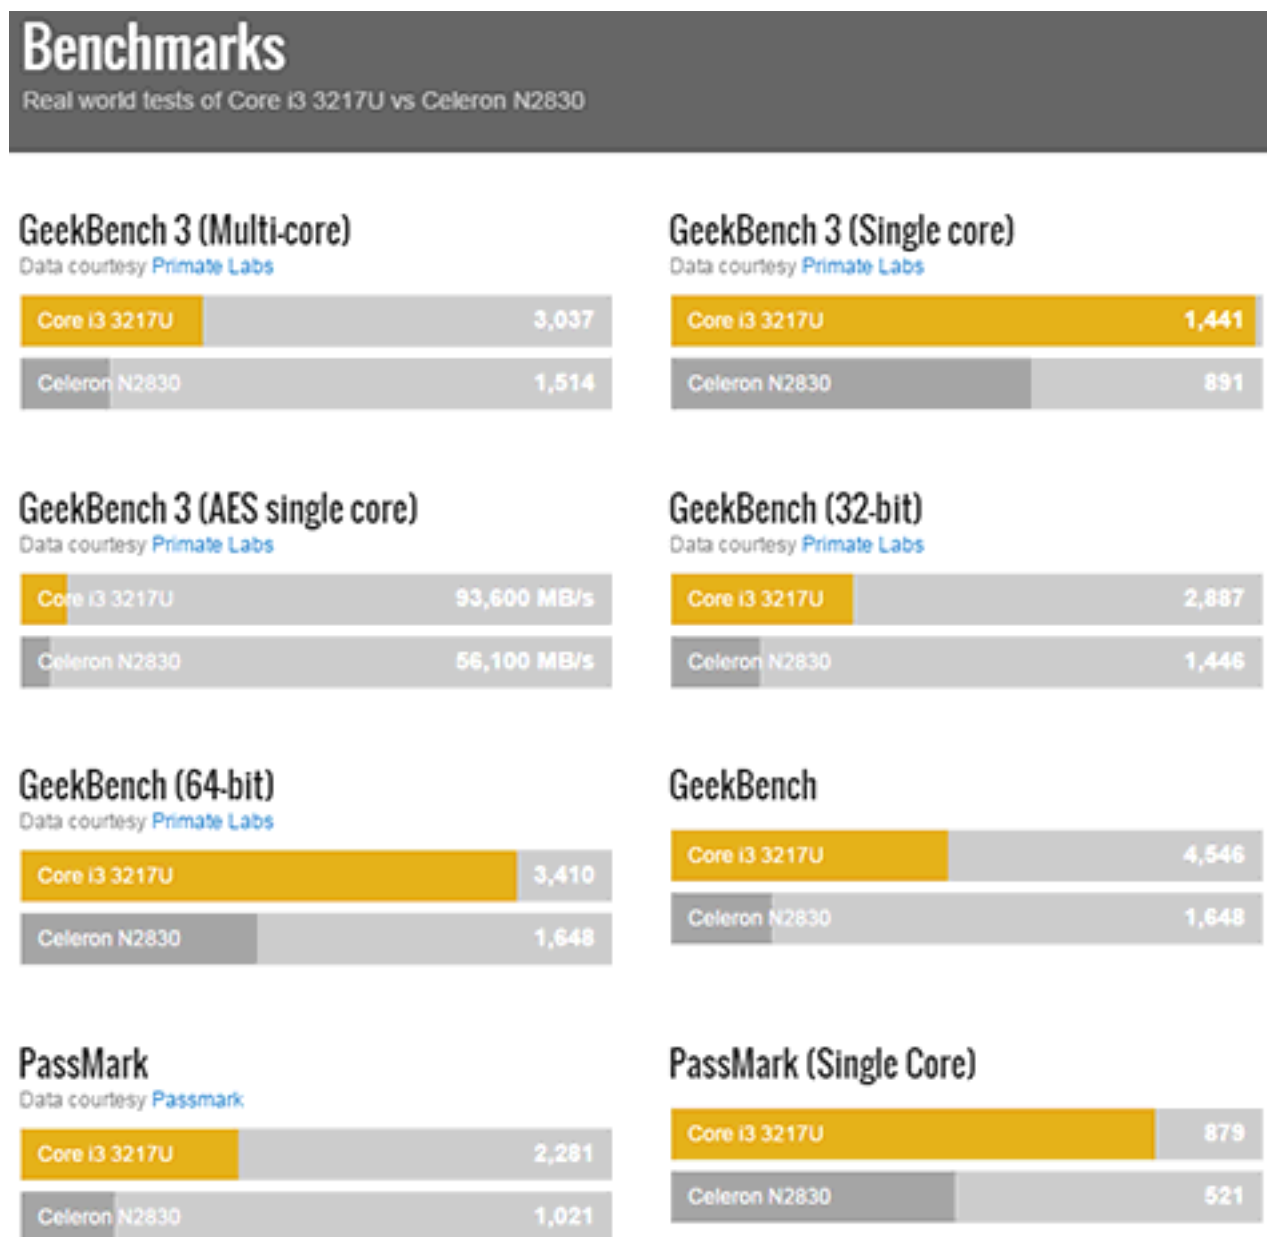 Benchmarks
Real world tests of Core i3 3217U vs Celeron N2830
GeekBench 3 (Multi-core)
Data courtesy Primate Labs
Core i3 3217U 3,037
Celeron N2830 1,514
GeekBench 3 (Single core)
Data courtesy Primate Labs
Core i3 3217U 1,441
Celeron N2830 891
GeekBench 3 (AES single core)
Data courtesy Primate Labs
Core i3 3217U 93,600 MB/s
Celeron N2830 56,100 MB/s
GeekBench (32-bit)
Data courtesy Primate Labs
Core i3 3217U 2,887
Celeron N2830 1,446
GeekBench (64-bit)
Data courtesy Primate Labs
Core i3 3217U 3,410
Celeron N2830 1,648
GeekBench
Core i3 3217U 4,546
Celeron N2830 1,648
PassMark
Data courtesy Passmark
Core i3 3217U 2,281
Celeron N2830 1,021
PassMark (Single Core)
Core i3 3217U 879
Celeron N2830 521